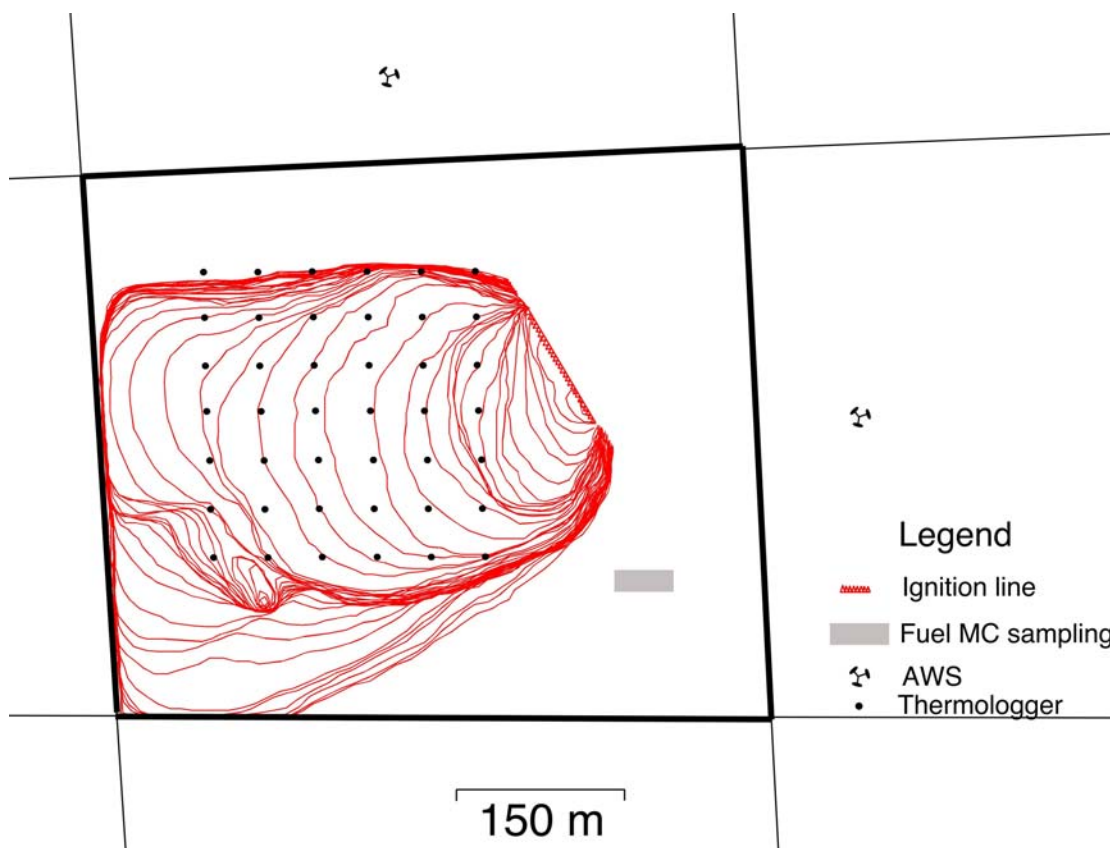 Legend
Ignition line
Fuel MC sampling
AWS
Thermologger
150 m